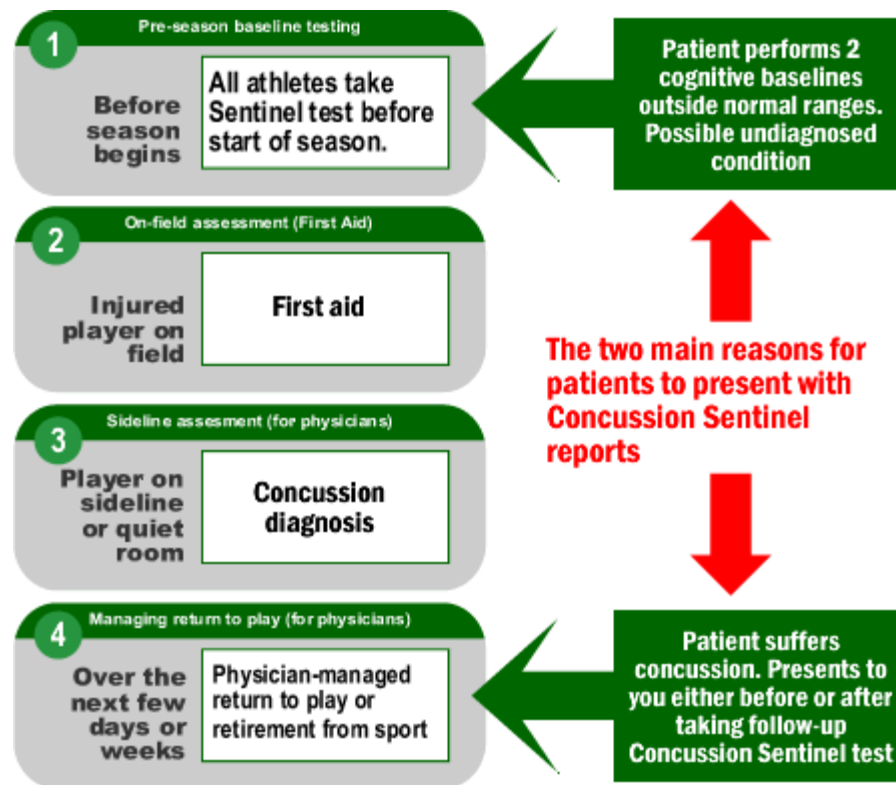 1
Pre-season baseline testing
Before
season
begins
All athletes take
Sentinel test before
start of season.
Patient performs 2
cognitive baselines
outside normal ranges.
Possible undiagnosed
condition
2
On-field assessment (First Aid)
Injured
player on
field
First aid
The two main reasons for
patients to present with
Concussion Sentinel
reports
3
Sideline assesment (for physicians)
Player on
sideline
or quiet
room
Concussion
diagnosis
4
Managing return to play (for physicians)
Over the
next few
days or
weeks
Physician-managed
return to play or
retirement from sport
Patient suffers
concussion. Presents to
you either before or after
taking follow-up
Concussion Sentinel test